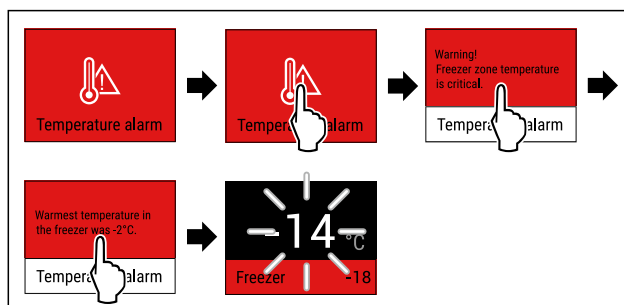 Temperature alarm
Temper alarm
Warning!
Freezer zone temperature
is critical.
Tempera alarm
Warmest temperature in
the freezer was -2°C.
Tempera alarm
-14 °C
Freezer -18